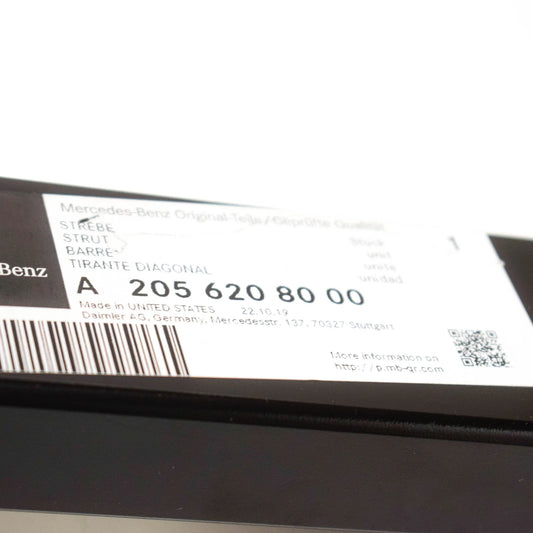 Mercedes-Benz Original-Teile/Geprüfte Qualität
STREBE Stück 1
STRUT unit
BARRE unite
TIRANTE DIAGONAL unidad
Benz
A 205 620 80 00
Made in UNITED STATES 22.10.19
Daimler AG, Germany, Mercedesstr. 137, 70327 Stuttgart
More information on
http://p.mb-qr.com